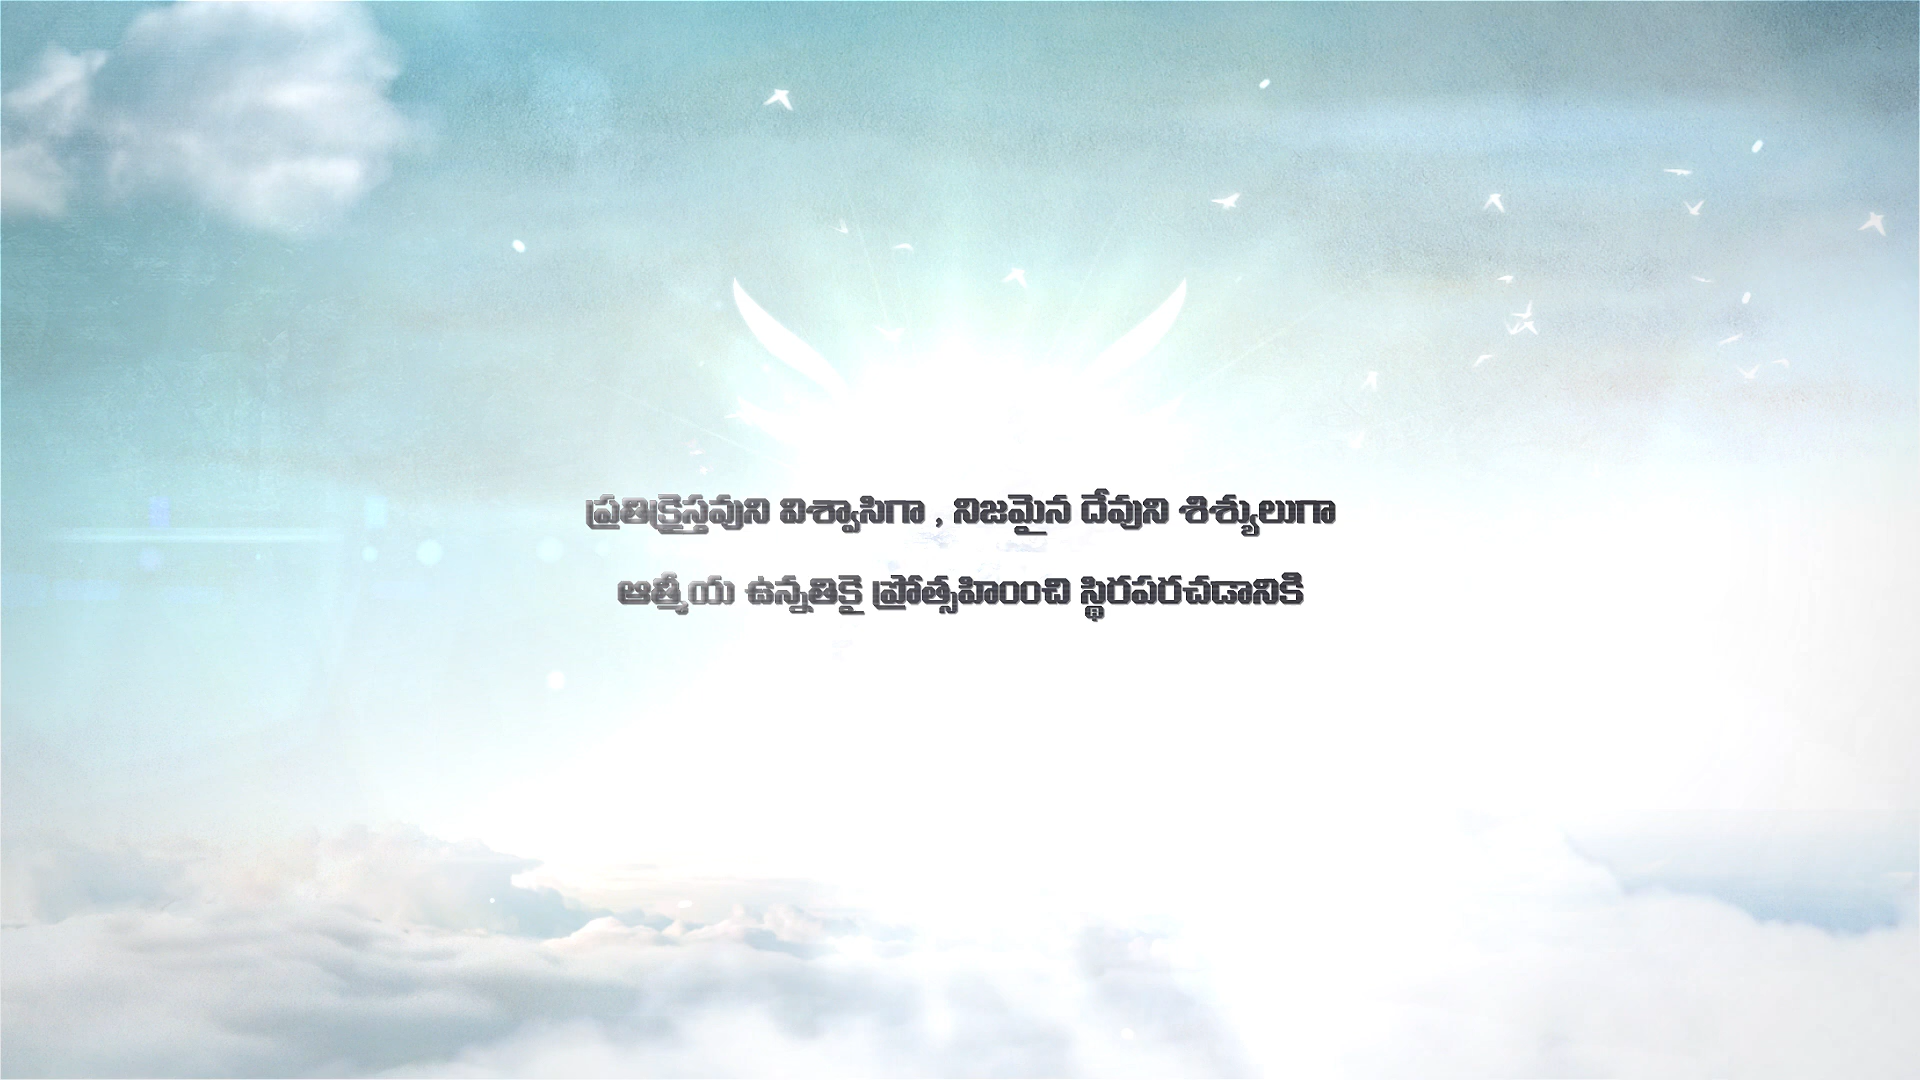 ప్రతిక్రైస్తవుని విశ్వాసిగా , నిజమైన దేవుని శిశ్యులుగా
ఆత్మీయ ఉన్నతికై ప్రోత్సహింంచి స్థిరపరచడానికి